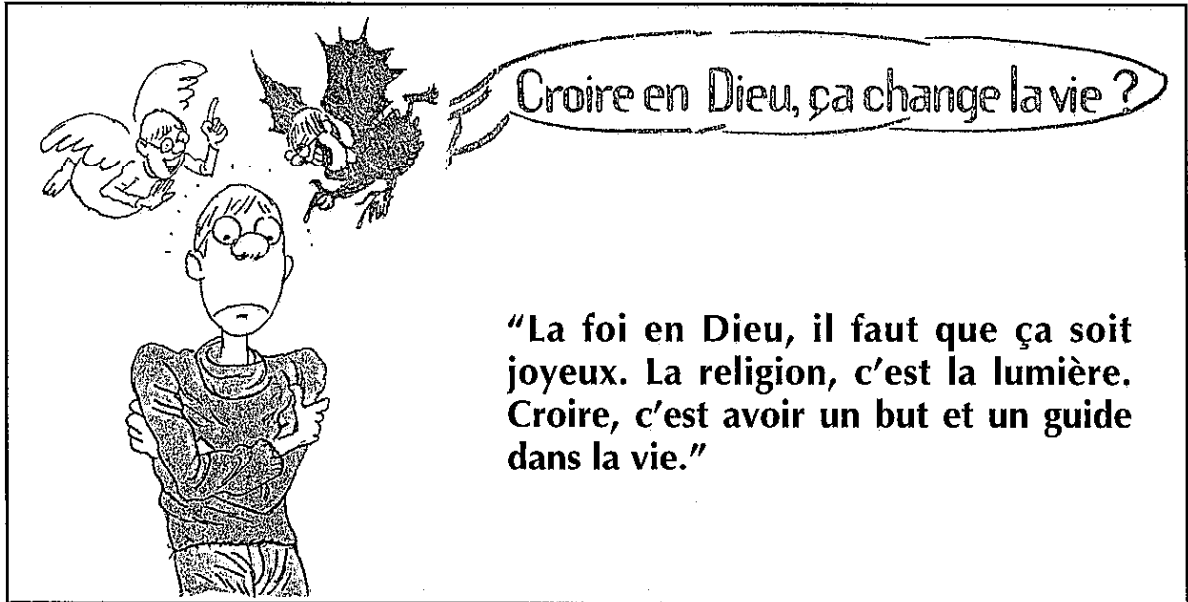 Croire en Dieu, ça change la vie ?
"La foi en Dieu, il faut que ça soit
joyeux. La religion, c'est la lumière.
Croire, c'est avoir un but et un guide
dans la vie."